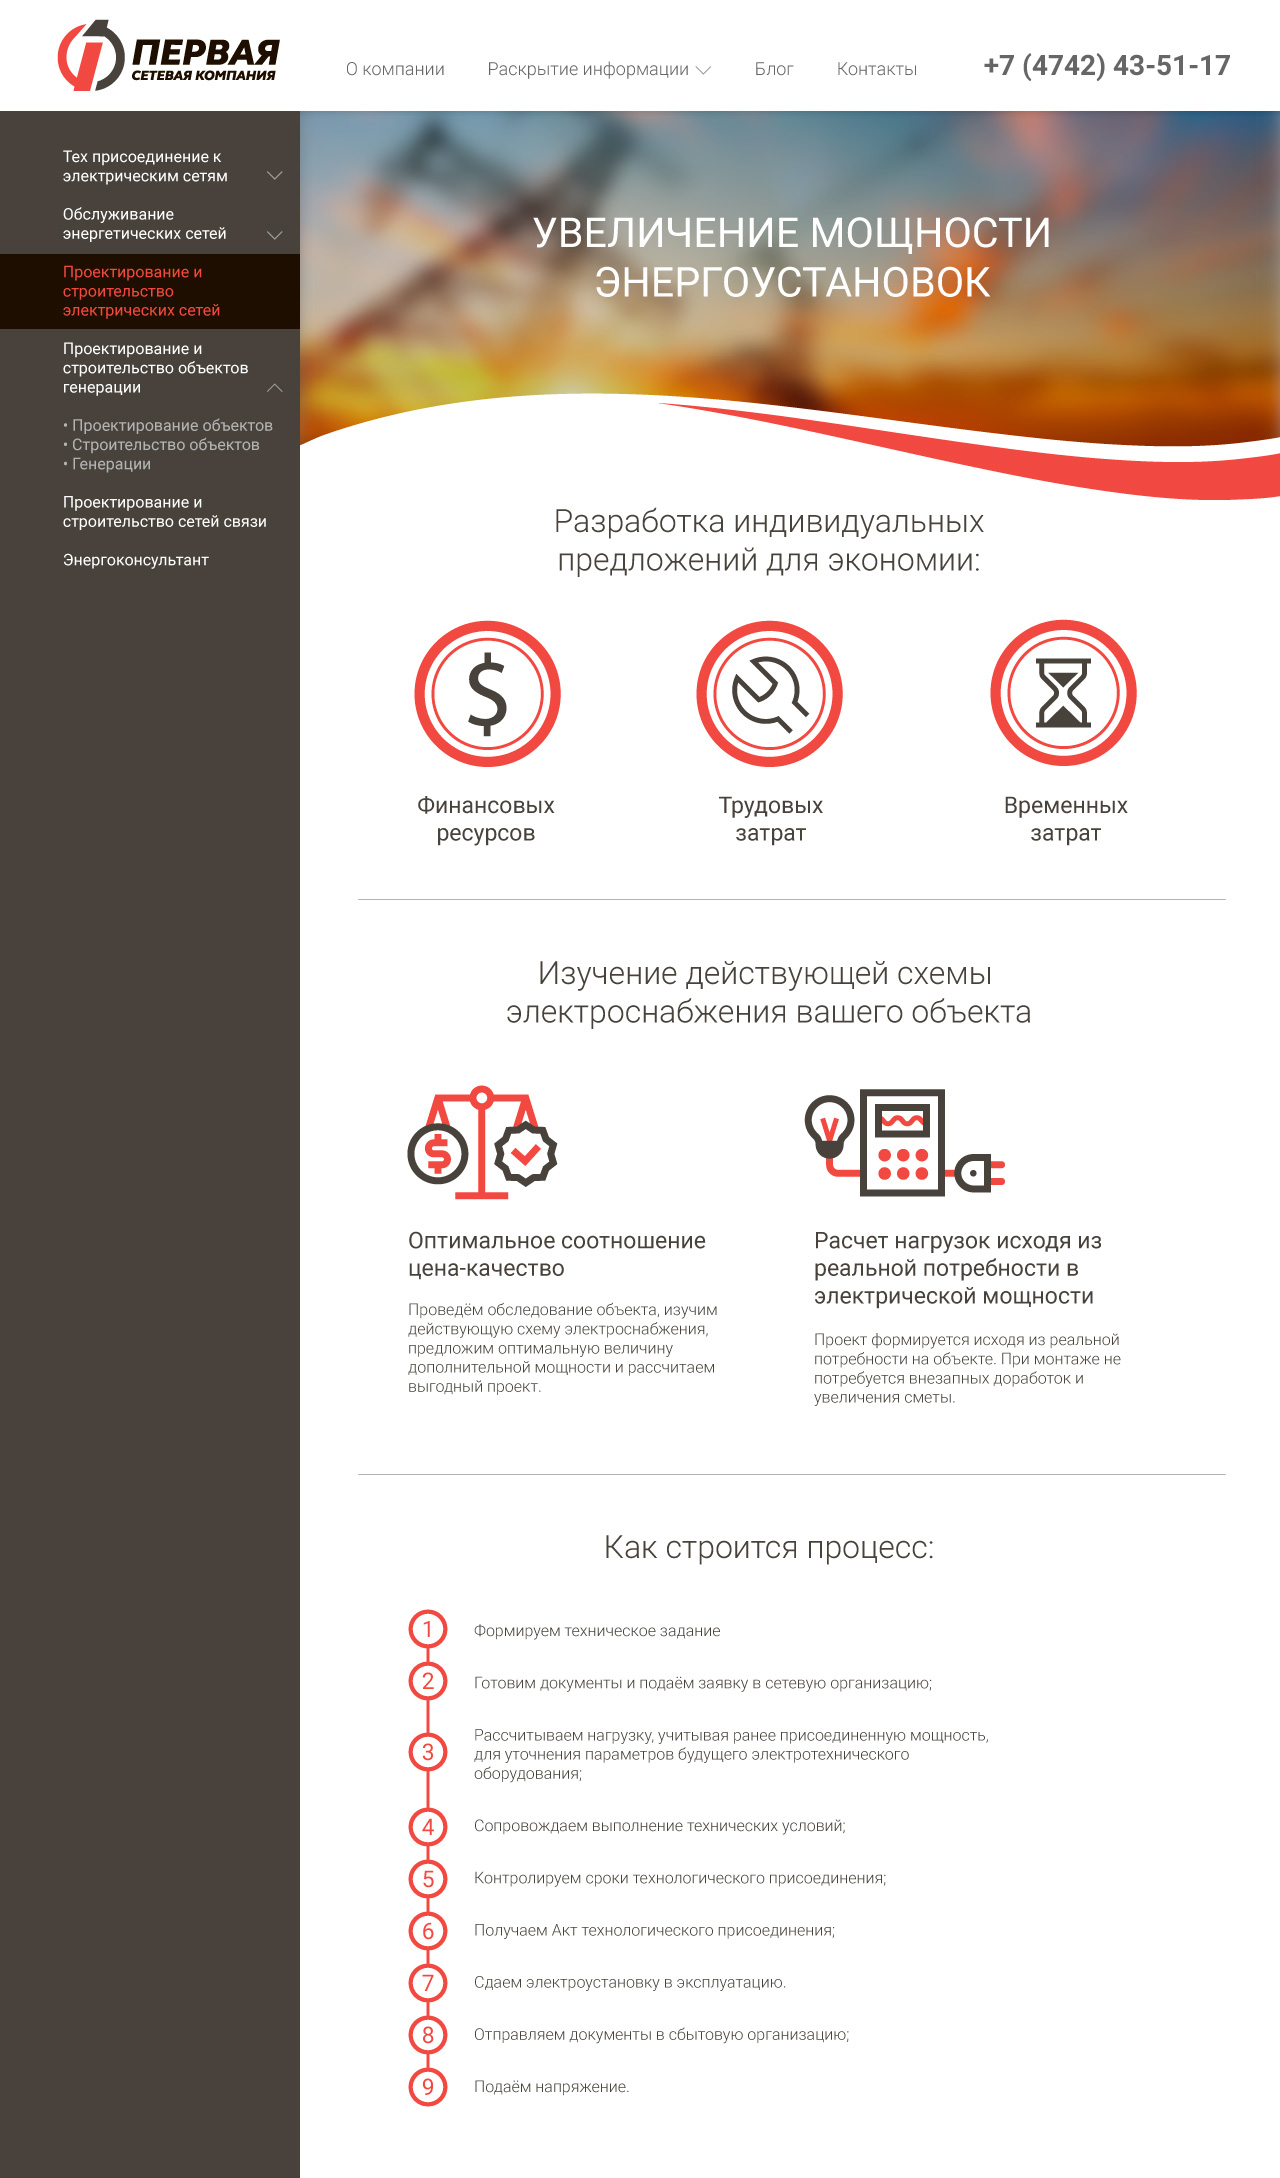 ПЕРВАЯ
СЕТЕВАЯ КОМПАНИЯ
О компании
Раскрытие информации
Блог
Контакты
+7 (4742) 43-51-17
Тех присоединение к
электрическим сетям
Обслуживание
энергетических сетей
Проектирование и
строительство
электрических сетей
Проектирование и
строительство объектов
генерации
• Проектирование объектов
• Строительство объектов
• Генерации
Проектирование и
строительство сетей связи
Энергоконсультант
УВЕЛИЧЕНИЕ МОЩНОСТИ
ЭНЕРГОУСТАНОВОК
Разработка индивидуальных
предложений для экономии:
$
Финансовых
ресурсов
Трудовых
затрат
Временных
затрат
Изучение действующей схемы
электроснабжения вашего объекта
$
Оптимальное соотношение
цена-качество
Проведём обследование объекта, изучим
действующую схему электроснабжения,
предложим оптимальную величину
дополнительной мощности и рассчитаем
выгодный проект.
Расчет нагрузок исходя из
реальной потребности в
электрической мощности
Проект формируется исходя из реальной
потребности на объекте. При монтаже не
потребуется внезапных доработок и
увеличения сметы.
Как строится процесс:
1 Формируем техническое задание
2 Готовим документы и подаём заявку в сетевую организацию;
3 Рассчитываем нагрузку, учитывая ранее присоединенную мощность,
для уточнения параметров будущего электротехнического
оборудования;
4 Сопровождаем выполнение технических условий;
5 Контролируем сроки технологического присоединения;
6 Получаем Акт технологического присоединения;
7 Сдаем электроустановку в эксплуатацию.
8 Отправляем документы в сбытовую организацию;
9 Подаём напряжение.